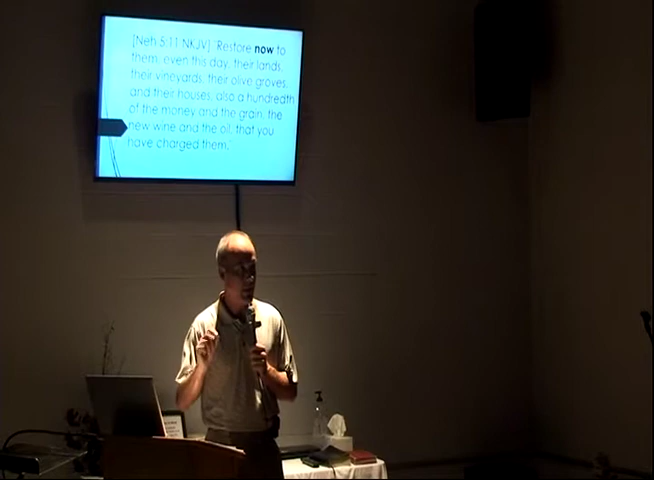 [Neh 5:11 NKJV] "Restore now to
them, even this day, their lands,
their vineyards, their olive groves,
and their houses, also a hundredth
of the money and the grain, the
new wine and the oil, that you
have charged them."